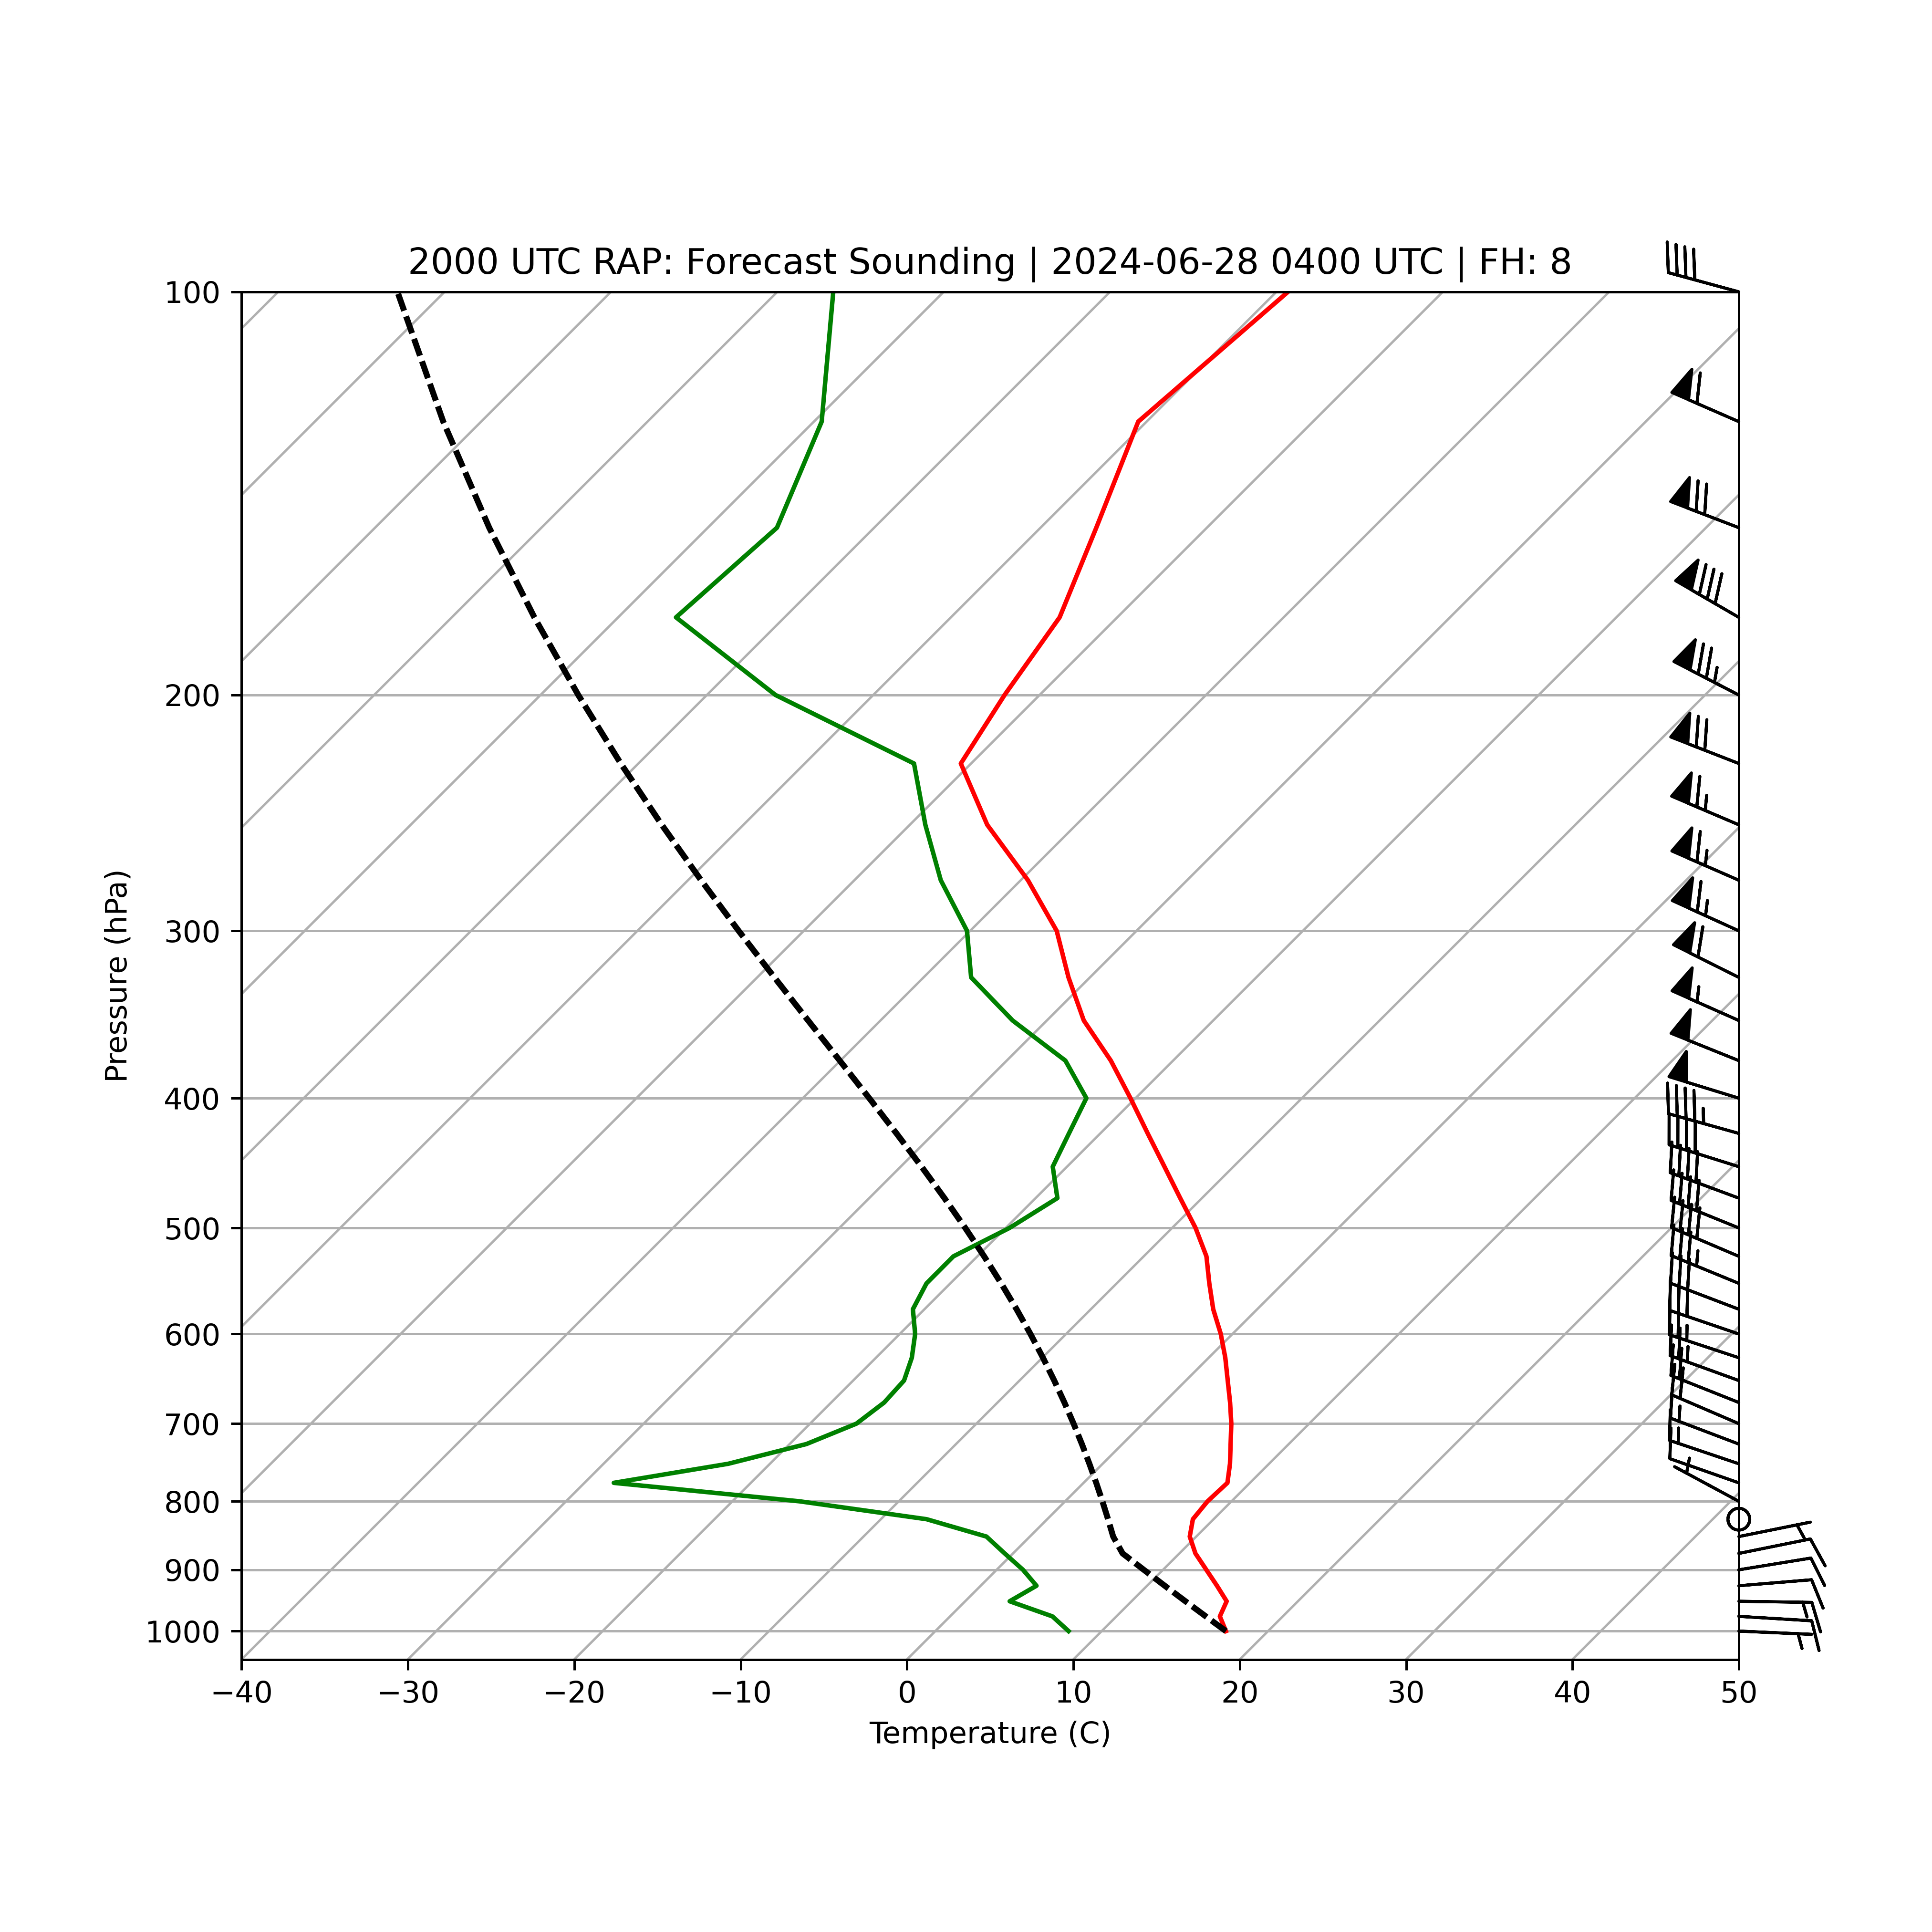 2000 UTC RAP: Forecast Sounding | 2024-06-28 0400 UTC | FH: 8
100
200
300
400
500
600
700
800
900
1000
Pressure (hPa)
−40 −30 −20 −10 0 10 20 30 40 50
Temperature (C)